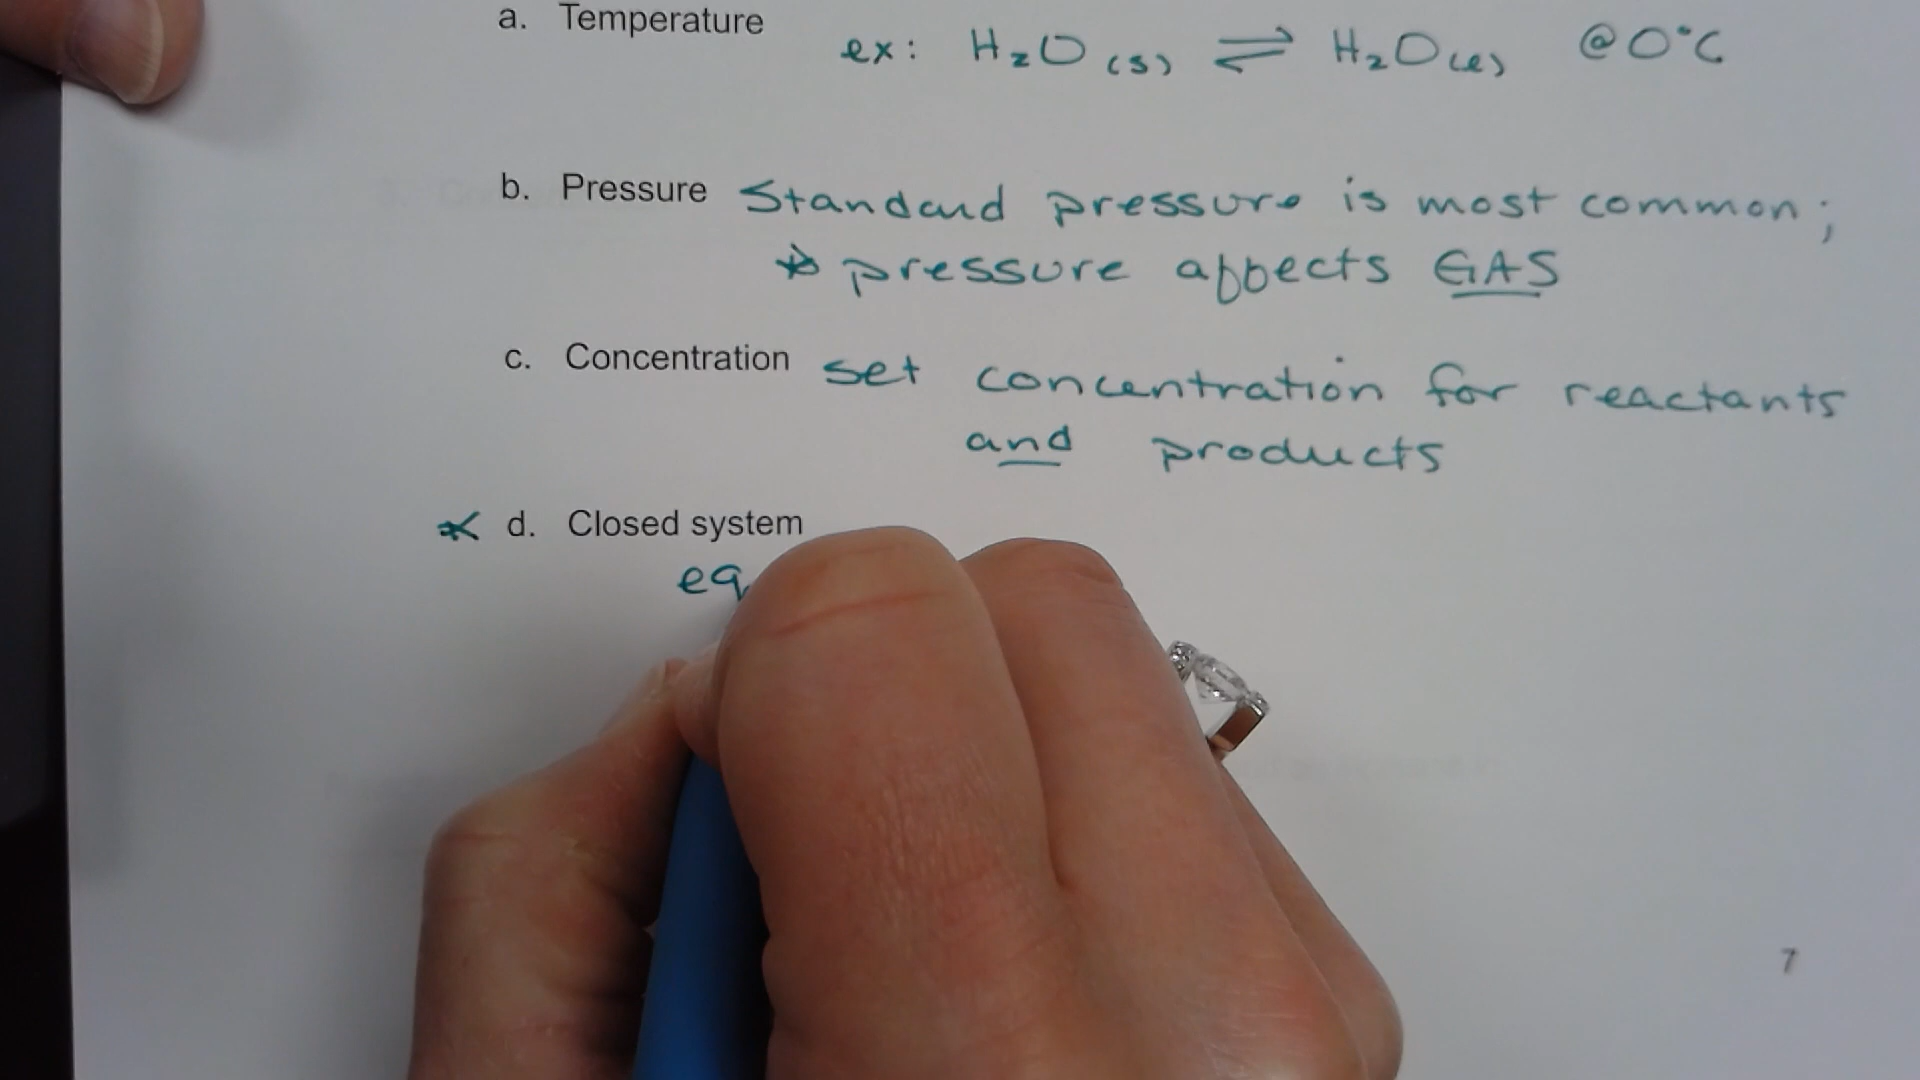 a. Temperature ex: H₂O(s) ⇌ H₂O(l) @ 0°C
b. Pressure Standard pressure is most common;
pressure affects GAS
c. Concentration set concentration for reactants
and products
* d. Closed system
eq
7